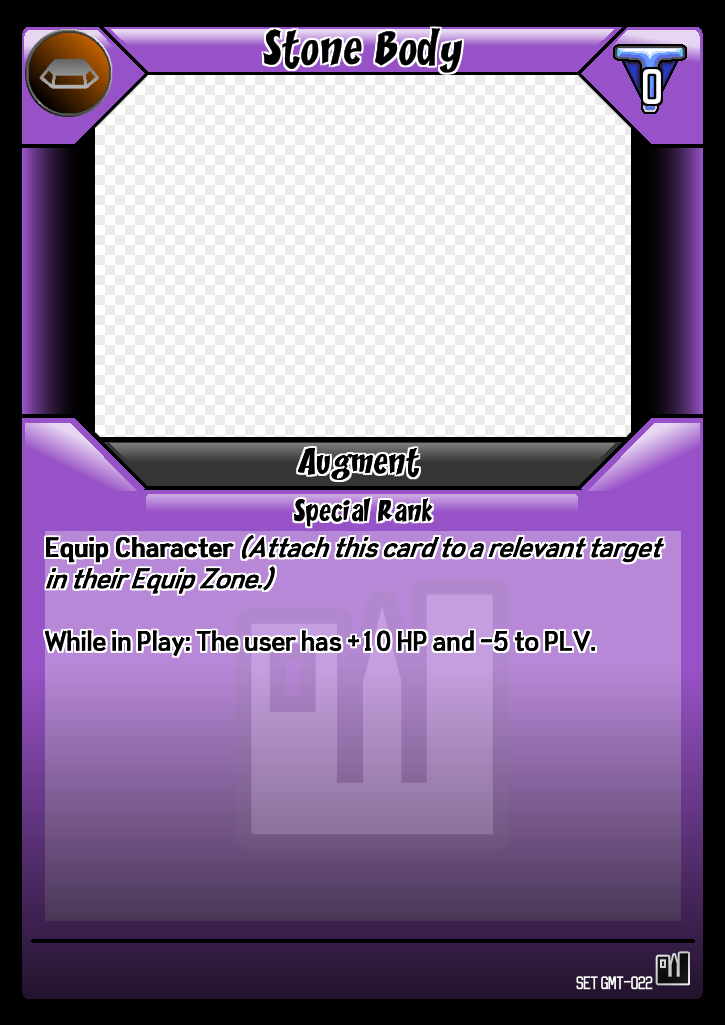 Stone Body
0
Augment
Special Rank
Equip Character (Attach this card to a relevant target
in their Equip Zone.)
While in Play: The user has +10 HP and -5 to PLV.
SET GMT-022